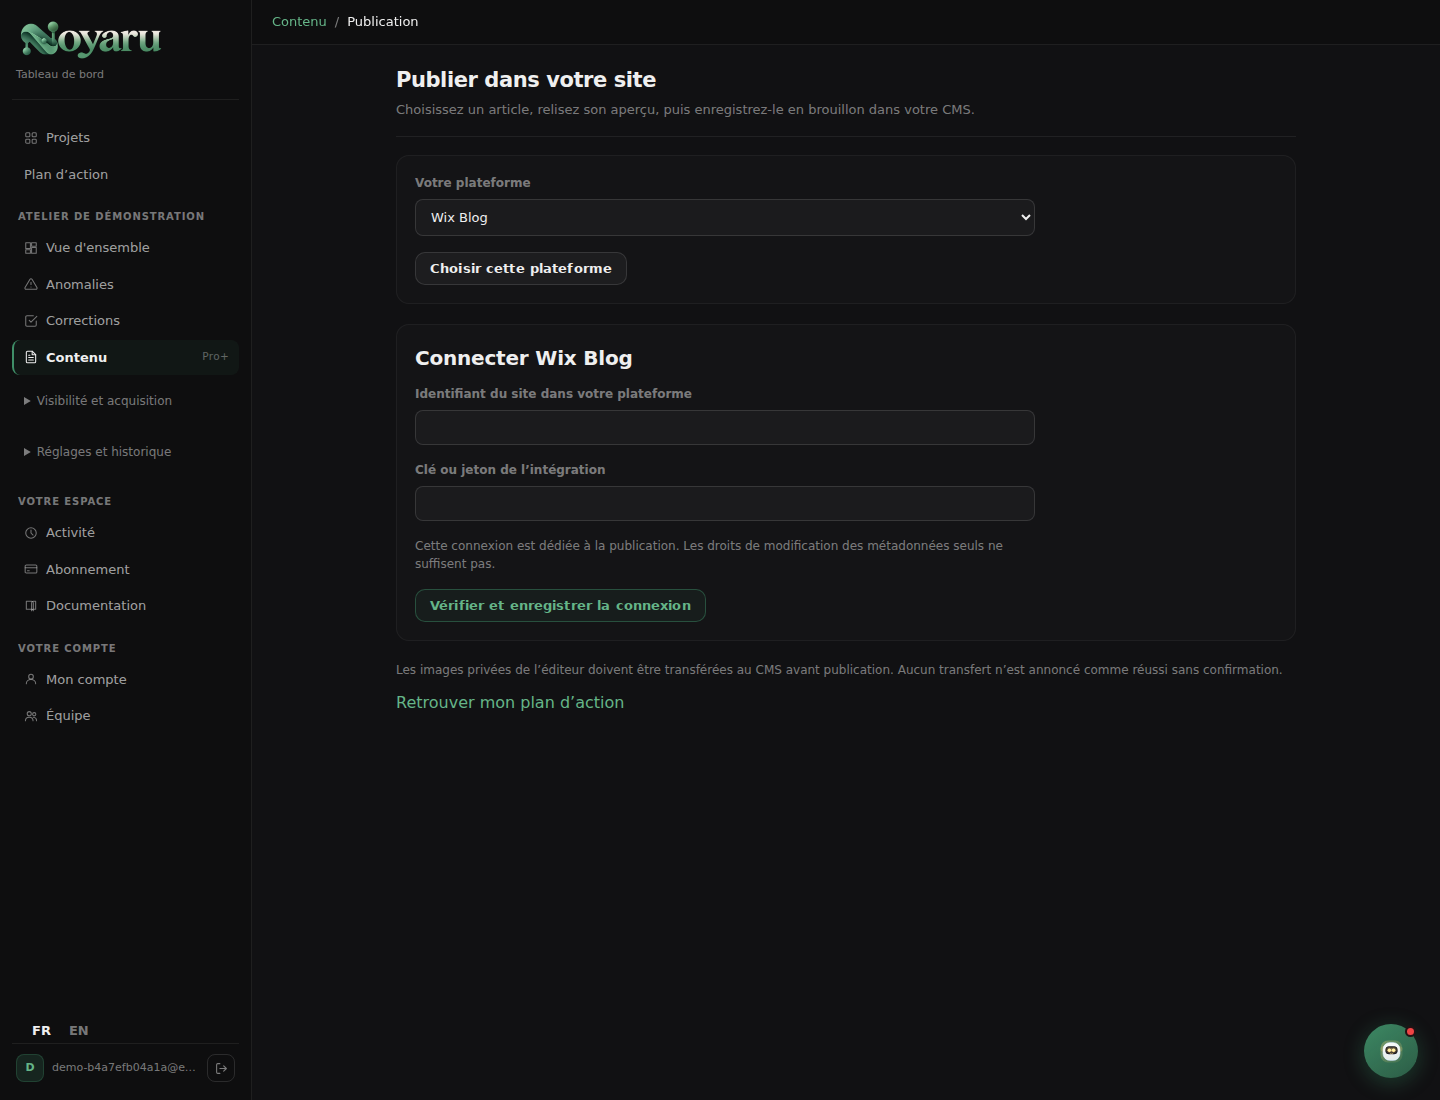 Noyaru
Tableau de bord
Projets
Plan d’action
ATELIER DE DÉMONSTRATION
Vue d'ensemble
Anomalies
Corrections
Contenu Pro+
Visibilité et acquisition
Réglages et historique
VOTRE ESPACE
Activité
Abonnement
Documentation
VOTRE COMPTE
Mon compte
Équipe
FR EN
D demo-b4a7efb04a1a@e...
Contenu / Publication
Publier dans votre site
Choisissez un article, relisez son aperçu, puis enregistrez-le en brouillon dans votre CMS.
Votre plateforme
Wix Blog
Choisir cette plateforme
Connecter Wix Blog
Identifiant du site dans votre plateforme
Clé ou jeton de l’intégration
Cette connexion est dédiée à la publication. Les droits de modification des métadonnées seuls ne
suffisent pas.
Vérifier et enregistrer la connexion
Les images privées de l’éditeur doivent être transférées au CMS avant publication. Aucun transfert n’est annoncé comme réussi sans confirmation.
Retrouver mon plan d’action